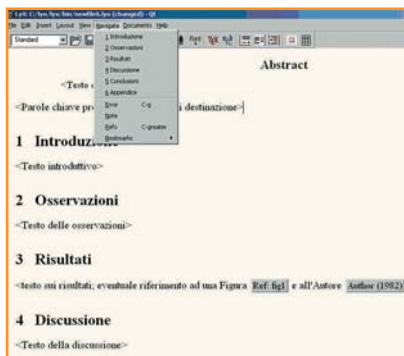 LyX: C:/lyx/lyx/bin/newfile6.lyx (changed) - Qt
File Edit Insert Layout View Navigate Documents Help
Standard
1 Introduzione
2 Osservazioni
3 Risultati
4 Discussione
5 Conclusioni
6 Appendice
Error C-g
Note
Refs C-greater
Bookmarks
Abstract
<Testo
<Parole chiave pre i destinazione>
1 Introduzione
<Testo introduttivo>
2 Osservazioni
<Testo delle osservazioni>
3 Risultati
<testo sui risultati; eventuale riferimento ad una Figura Ref: fig1 e all'Autore Author (1982)
4 Discussione
<Testo della discussione>